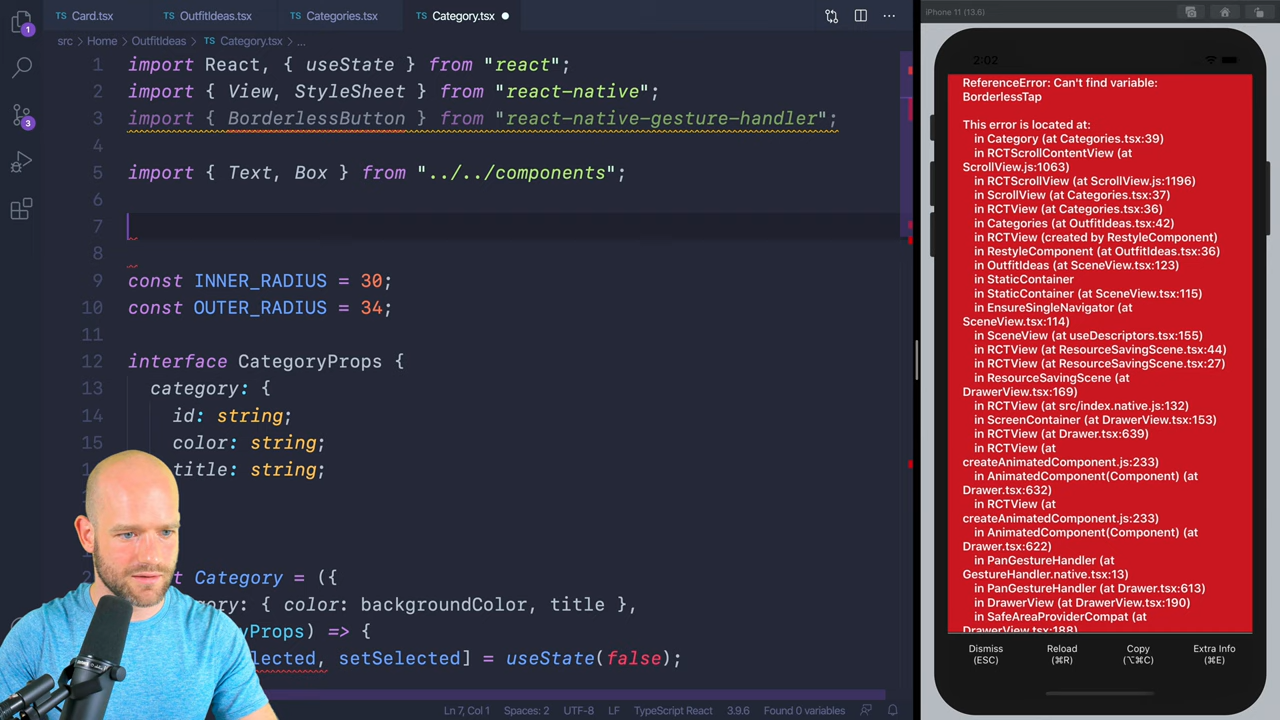 Card.tsx
OutfitIdeas.tsx
Categories.tsx
Category.tsx
src > Home > OutfitIdeas > TS Category.tsx > ...
1 import React, { useState } from "react";
2 import { View, StyleSheet } from "react-native";
3 import { BorderlessButton } from "react-native-gesture-handler";
4
5 import { Text, Box } from "../../components";
6
7
8
9 const INNER_RADIUS = 30;
10 const OUTER_RADIUS = 34;
11
12 interface CategoryProps {
13 category: {
14 id: string;
15 color: string;
title: string;
Category = ({
: { color: backgroundColor, title },
Props) => {
lected, setSelected] = useState(false);
Ln 7, Col 1
Spaces: 2
UTF-8
LF
TypeScript React
3.9.6
Found 0 variables
iPhone 11 (13.6)
2:02
ReferenceError: Can't find variable:
BorderlessTap
This error is located at:
in Category (at Categories.tsx:39)
in RCTScrollContentView (at
ScrollView.js:1063)
in RCTScrollView (at ScrollView.js:1196)
in ScrollView (at Categories.tsx:37)
in RCTView (at Categories.tsx:36)
in Categories (at OutfitIdeas.tsx:42)
in RCTView (created by RestyleComponent)
in RestyleComponent (at OutfitIdeas.tsx:36)
in OutfitIdeas (at SceneView.tsx:123)
in StaticContainer
in StaticContainer (at SceneView.tsx:115)
in EnsureSingleNavigator (at
SceneView.tsx:114)
in SceneView (at useDescriptors.tsx:155)
in RCTView (at ResourceSavingScene.tsx:44)
in RCTView (at ResourceSavingScene.tsx:27)
in ResourceSavingScene (at
DrawerView.tsx:169)
in RCTView (at src/index.native.js:132)
in ScreenContainer (at DrawerView.tsx:153)
in RCTView (at Drawer.tsx:639)
in RCTView (at
createAnimatedComponent.js:233)
in AnimatedComponent(Component) (at
Drawer.tsx:632)
in RCTView (at
createAnimatedComponent.js:233)
in AnimatedComponent(Component) (at
Drawer.tsx:622)
in PanGestureHandler (at
GestureHandler.native.tsx:13)
in PanGestureHandler (at Drawer.tsx:613)
in DrawerView (at DrawerView.tsx:190)
in SafeAreaProviderCompat (at
DrawerView.tsx:188)
Dismiss
(ESC)
Reload
(⌘R)
Copy
(⌥⌘C)
Extra Info
(⌘E)